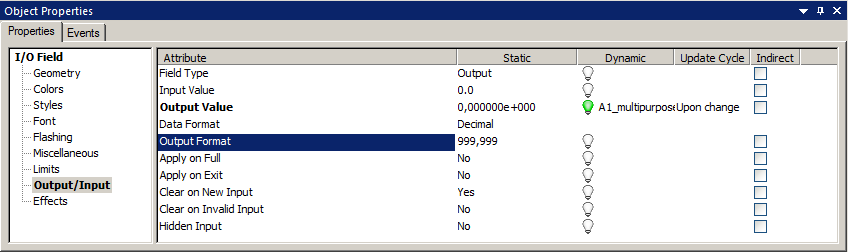 Object Properties
Properties Events
I/O Field
Geometry
Colors
Styles
Font
Flashing
Miscellaneous
Limits
Output/Input
Effects
Attribute Static Dynamic Update Cycle Indirect
Field Type Output
Input Value 0.0
Output Value 0,000000e+000 A1_multipurpose Upon change
Data Format Decimal
Output Format 999,999
Apply on Full No
Apply on Exit No
Clear on New Input Yes
Clear on Invalid Input No
Hidden Input No